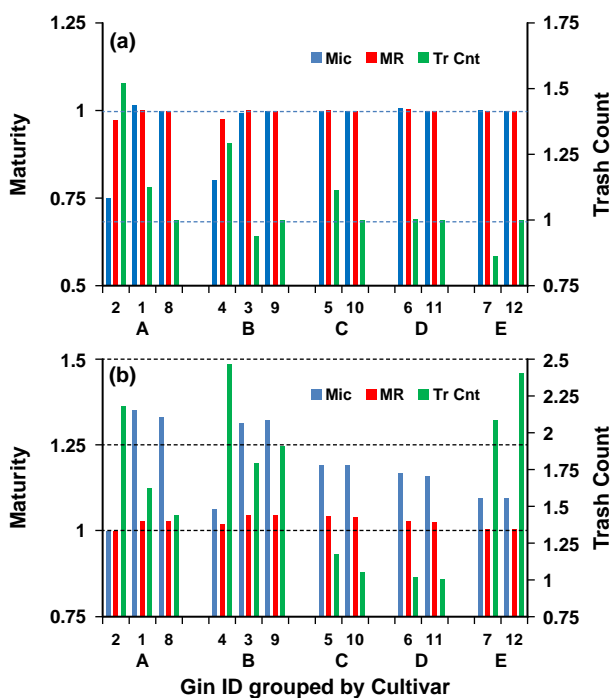 (a)
Mic MR Tr Cnt
Maturity
1.25
1
0.75
0.5
Trash Count
1.75
1.5
1.25
1
0.75
2 1 8 4 3 9 5 10 6 11 7 12
A B C D E
(b)
Mic MR Tr Cnt
Maturity
1.5
1.25
1
0.75
Trash Count
2.5
2.25
2
1.75
1.5
1.25
1
0.75
2 1 8 4 3 9 5 10 6 11 7 12
A B C D E
Gin ID grouped by Cultivar